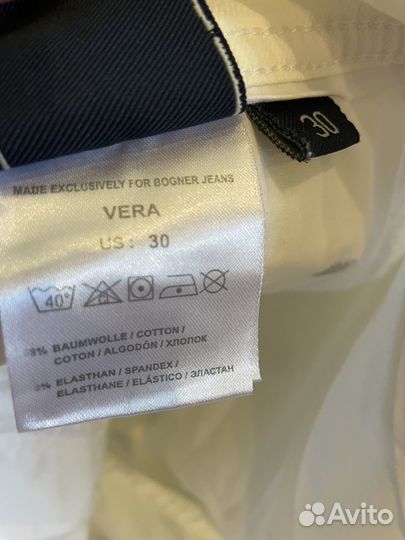 30
MADE EXCLUSIVELY FOR BOGNER JEANS
VERA
US: 30
40°
8% BAUMWOLLE / COTTON /
COTON / ALGODÓN / ХЛОПОК
% ELASTHAN / SPANDEX /
ELASTHANE / ELÁSTICO / ЭЛАСТАН
Avito